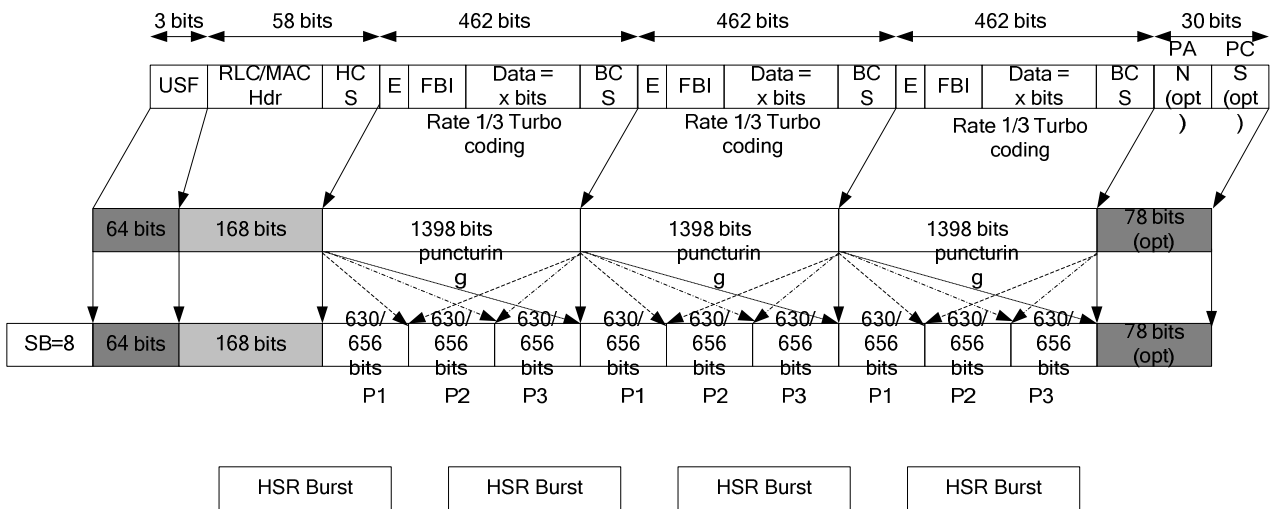 3 bits 58 bits 462 bits 462 bits 462 bits 30 bits
USF RLC/MAC Hdr HC S E FBI Data = x bits BC S E FBI Data = x bits BC S E FBI Data = x bits BC S PA N (opt ) PC S (opt )
Rate 1/3 Turbo coding Rate 1/3 Turbo coding Rate 1/3 Turbo coding
64 bits 168 bits 1398 bits puncturin g 1398 bits puncturin g 1398 bits puncturin g 78 bits (opt)
SB=8 64 bits 168 bits 630/ 656 bits 630/ 656 bits 630/ 656 bits 630/ 656 bits 630/ 656 bits 630/ 656 bits 630/ 656 bits 630/ 656 bits 630/ 656 bits 78 bits (opt)
P1 P2 P3 P1 P2 P3 P1 P2 P3
HSR Burst HSR Burst HSR Burst HSR Burst